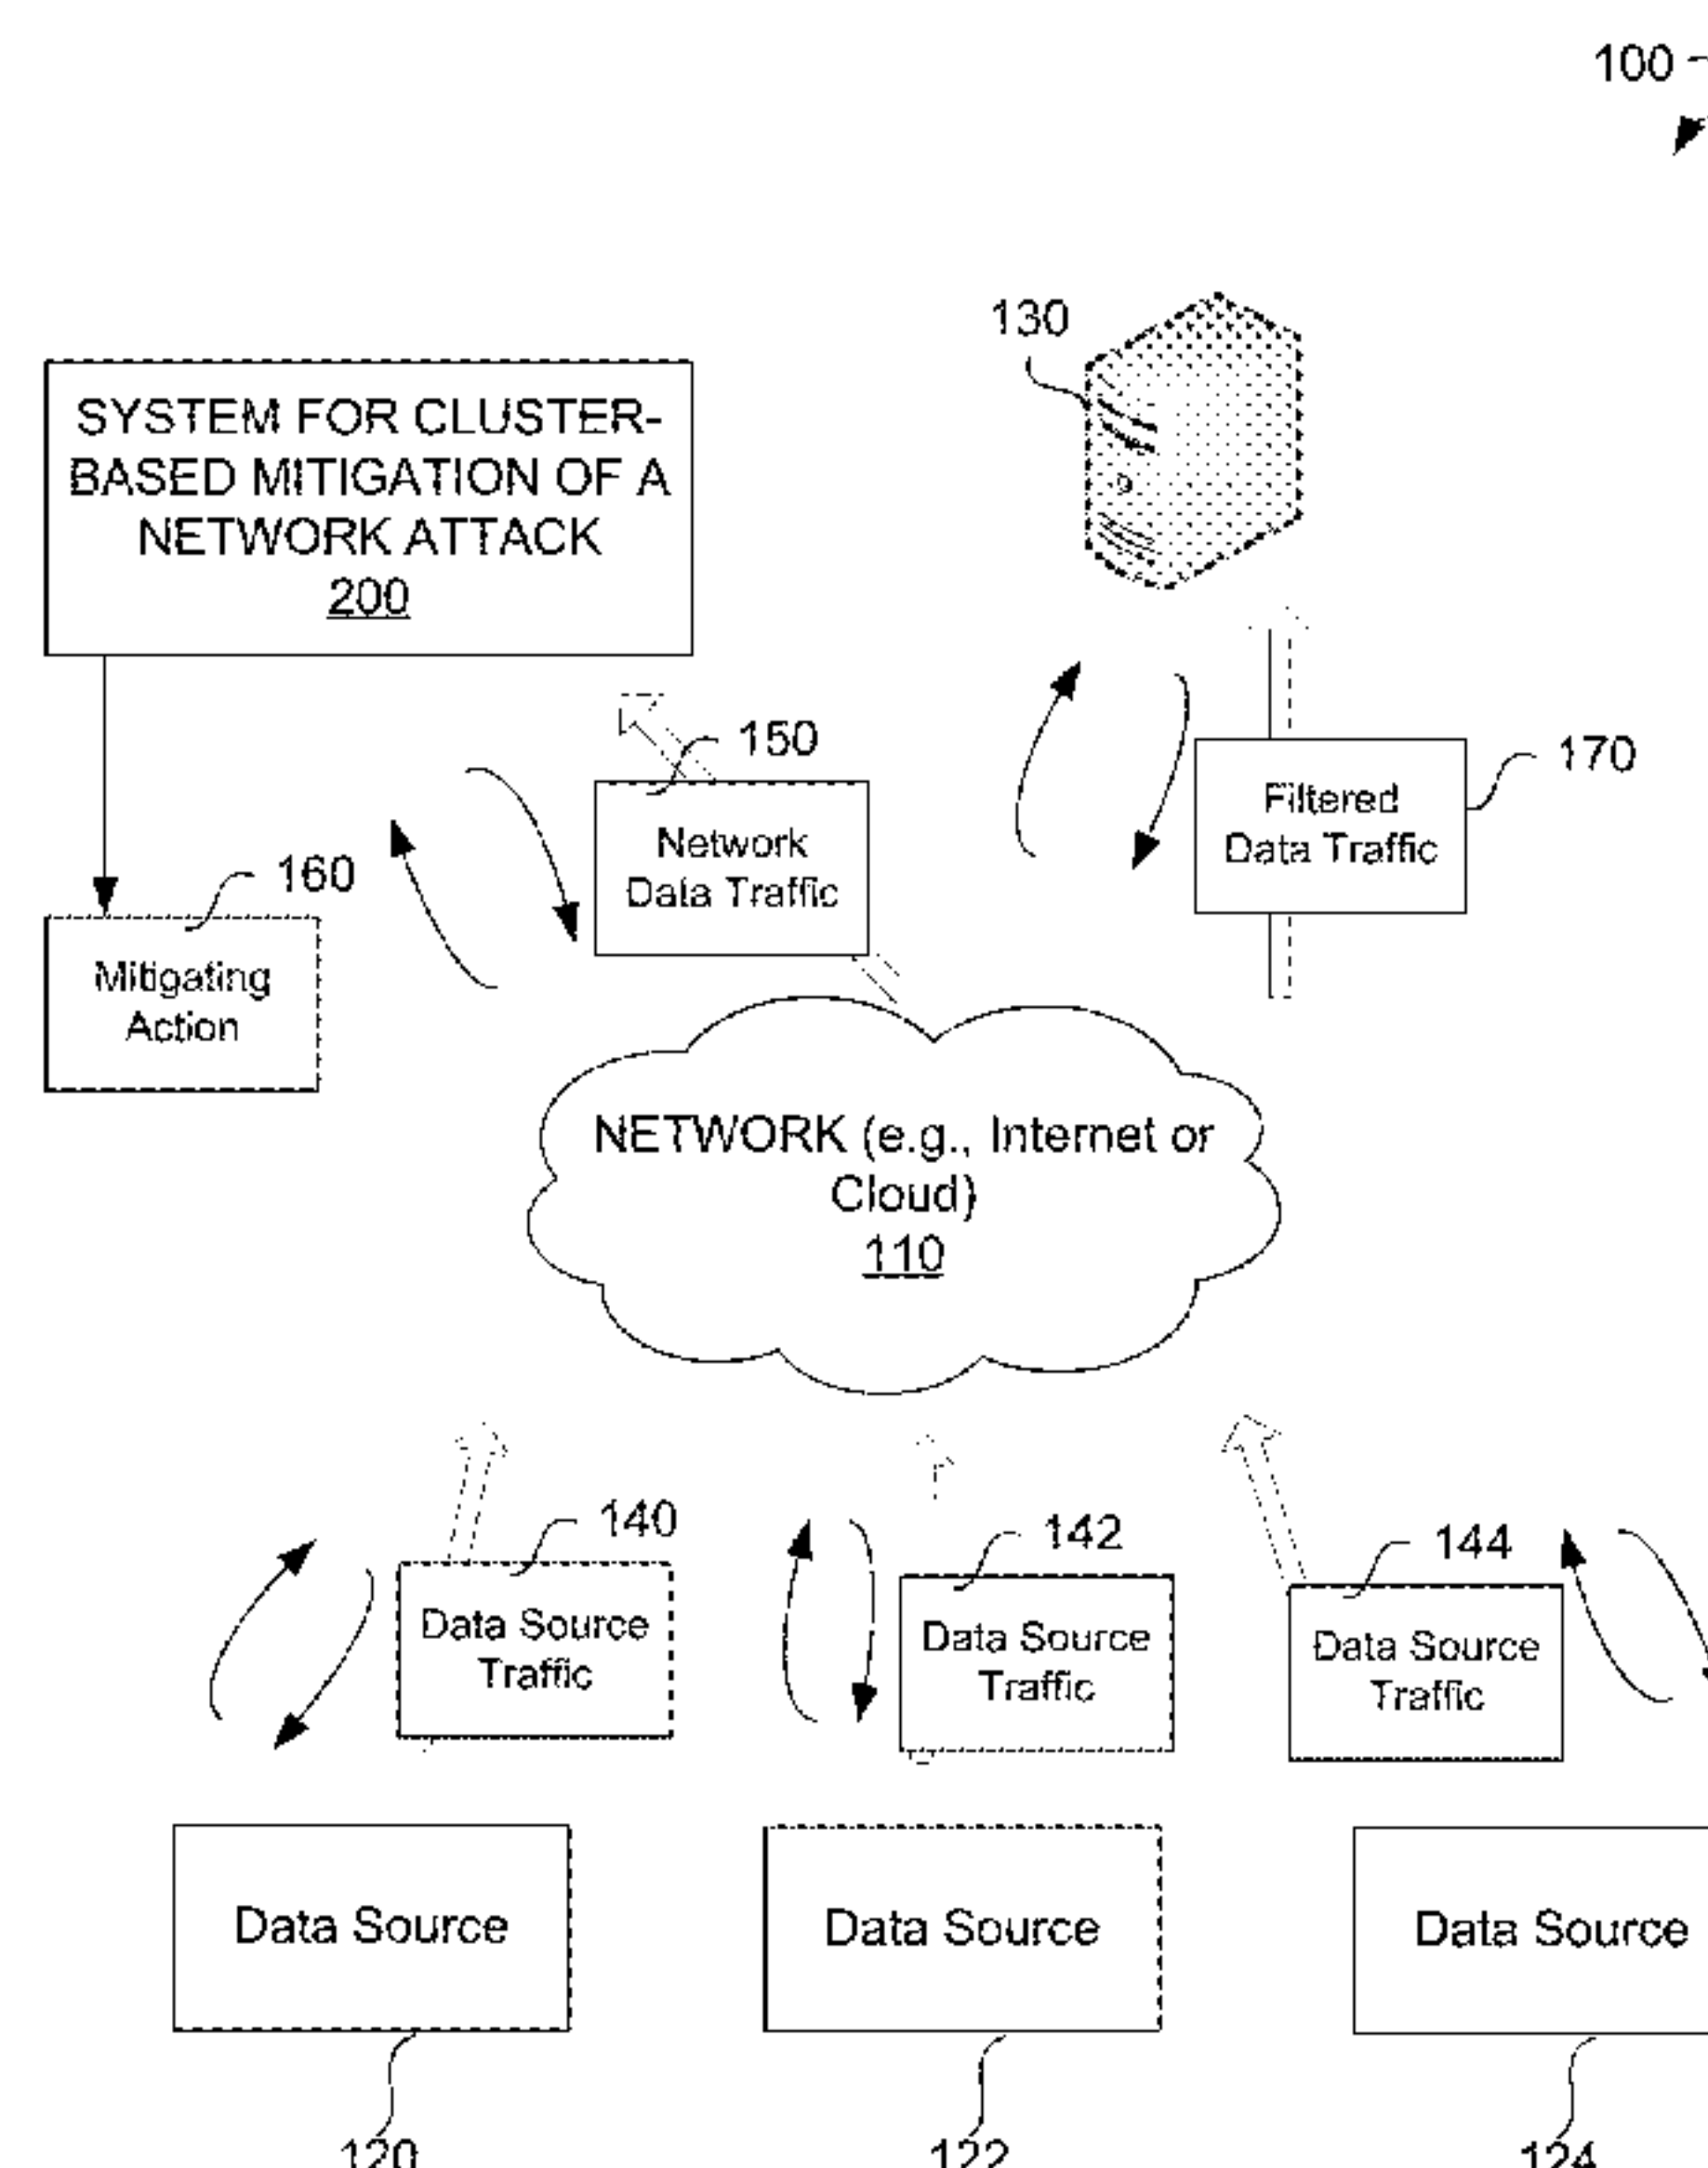 100
130
SYSTEM FOR CLUSTER-
BASED MITIGATION OF A
NETWORK ATTACK
200
150
170
Filtered
Data Traffic
Network
Data Traffic
160
Mitigating
Action
NETWORK (e.g., Internet or
Cloud)
110
140
142
144
Data Source
Traffic
Data Source
Traffic
Data Source
Traffic
Data Source
Data Source
Data Source
120
122
124